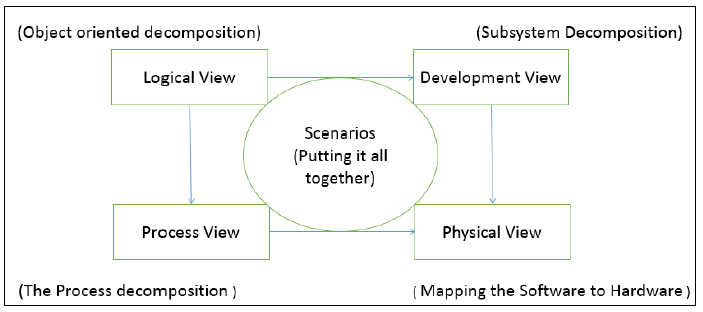 (Object oriented decomposition)
(Subsystem Decomposition)
Logical View
Development View
Scenarios
(Putting it all
together)
Process View
Physical View
(The Process decomposition )
( Mapping the Software to Hardware )